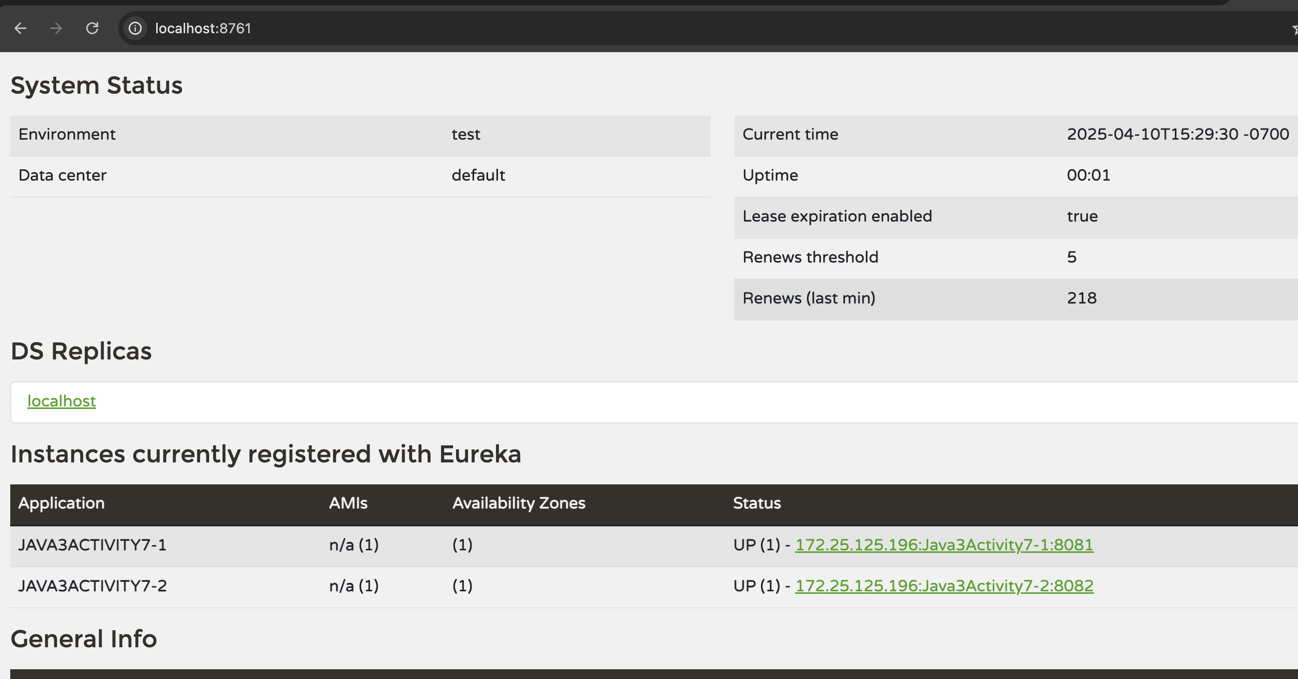 localhost:8761
System Status
Environment test
Data center default
Current time 2025-04-10T15:29:30 -0700
Uptime 00:01
Lease expiration enabled true
Renews threshold 5
Renews (last min) 218
DS Replicas
localhost
Instances currently registered with Eureka
Application AMIs Availability Zones Status
JAVA3ACTIVITY7-1 n/a (1) (1) UP (1) - 172.25.125.196:Java3Activity7-1:8081
JAVA3ACTIVITY7-2 n/a (1) (1) UP (1) - 172.25.125.196:Java3Activity7-2:8082
General Info